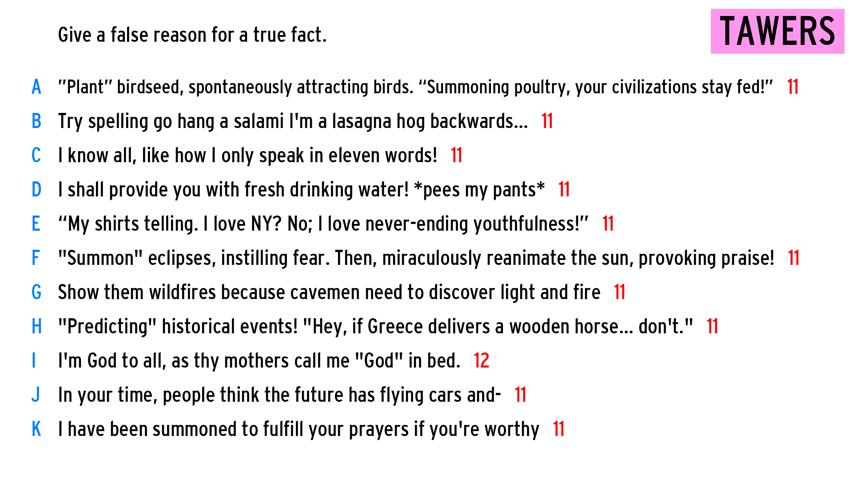 Give a false reason for a true fact.
TAWERS
A "Plant" birdseed, spontaneously attracting birds. “Summoning poultry, your civilizations stay fed!” 11
B Try spelling go hang a salami I'm a lasagna hog backwards... 11
C I know all, like how I only speak in eleven words! 11
D I shall provide you with fresh drinking water! *pees my pants* 11
E “My shirts telling. I love NY? No; I love never-ending youthfulness!” 11
F "Summon" eclipses, instilling fear. Then, miraculously reanimate the sun, provoking praise! 11
G Show them wildfires because cavemen need to discover light and fire 11
H "Predicting" historical events! "Hey, if Greece delivers a wooden horse... don't." 11
I I'm God to all, as thy mothers call me "God" in bed. 12
J In your time, people think the future has flying cars and- 11
K I have been summoned to fulfill your prayers if you're worthy 11